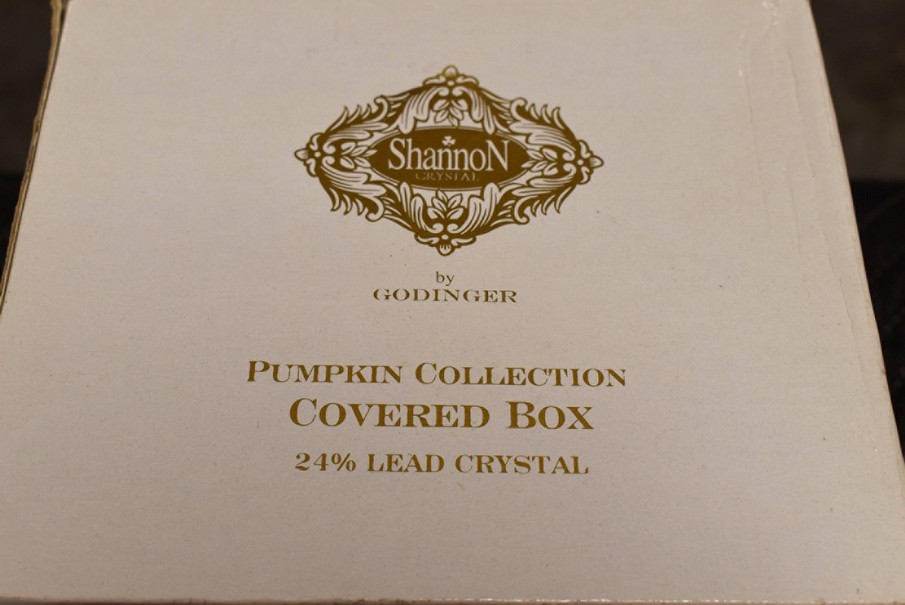 ShannoN
CRYSTAL
by
GODINGER
PUMPKIN COLLECTION
COVERED BOX
24% LEAD CRYSTAL